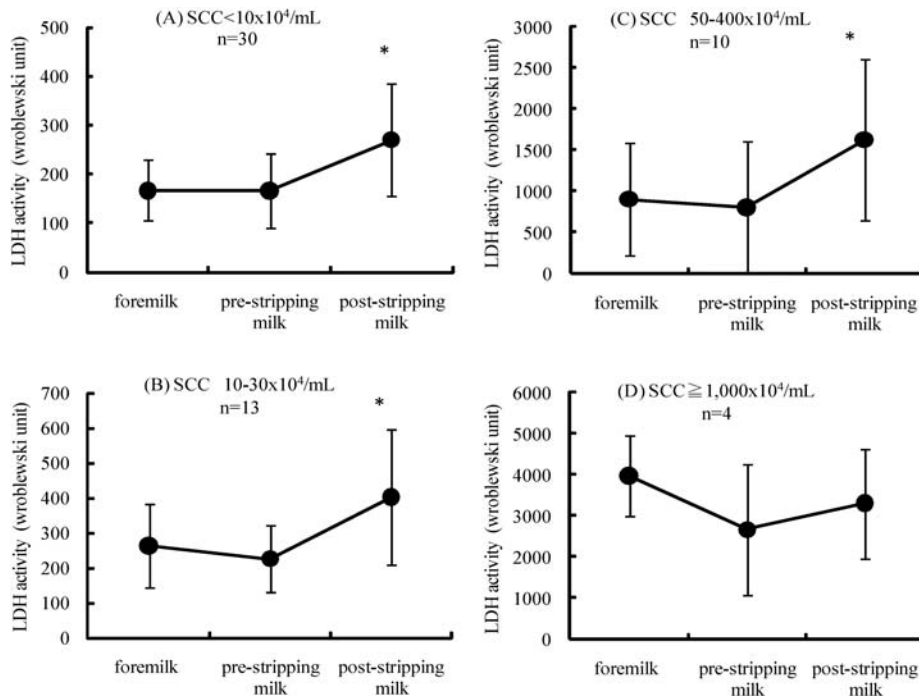 (A) SCC<10x10⁴/mL
n=30
*
LDH activity (wroblewski unit)
500
400
300
200
100
0
foremilk
pre-stripping
milk
post-stripping
milk
(C) SCC 50-400x10⁴/mL
n=10
*
LDH activity (wroblewski unit)
3000
2500
2000
1500
1000
500
0
foremilk
pre-stripping
milk
post-stripping
milk
(B) SCC 10-30x10⁴/mL
n=13
*
LDH activity (wroblewski unit)
700
600
500
400
300
200
100
0
foremilk
pre-stripping
milk
post-stripping
milk
(D) SCC≧1,000x10⁴/mL
n=4
LDH activity (wroblewski unit)
6000
5000
4000
3000
2000
1000
0
foremilk
pre-stripping
milk
post-stripping
milk